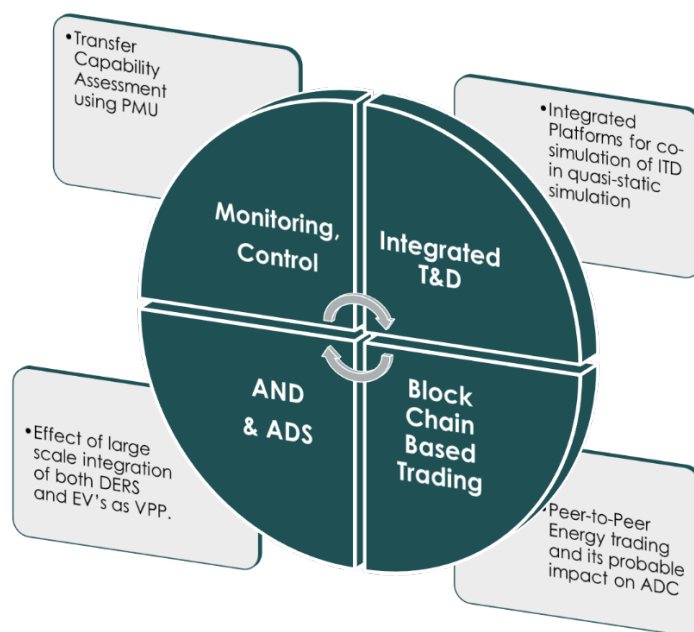 •Transfer
Capability
Assessment
using PMU
•Integrated
Platforms for co-
simulation of ITD
in quasi-static
simulation
Monitoring,
Control
Integrated
T&D
AND
& ADS
Block
Chain
Based
Trading
•Effect of large
scale integration
of both DERS
and EV's as VPP.
•Peer-to-Peer
Energy trading
and its probable
impact on ADC